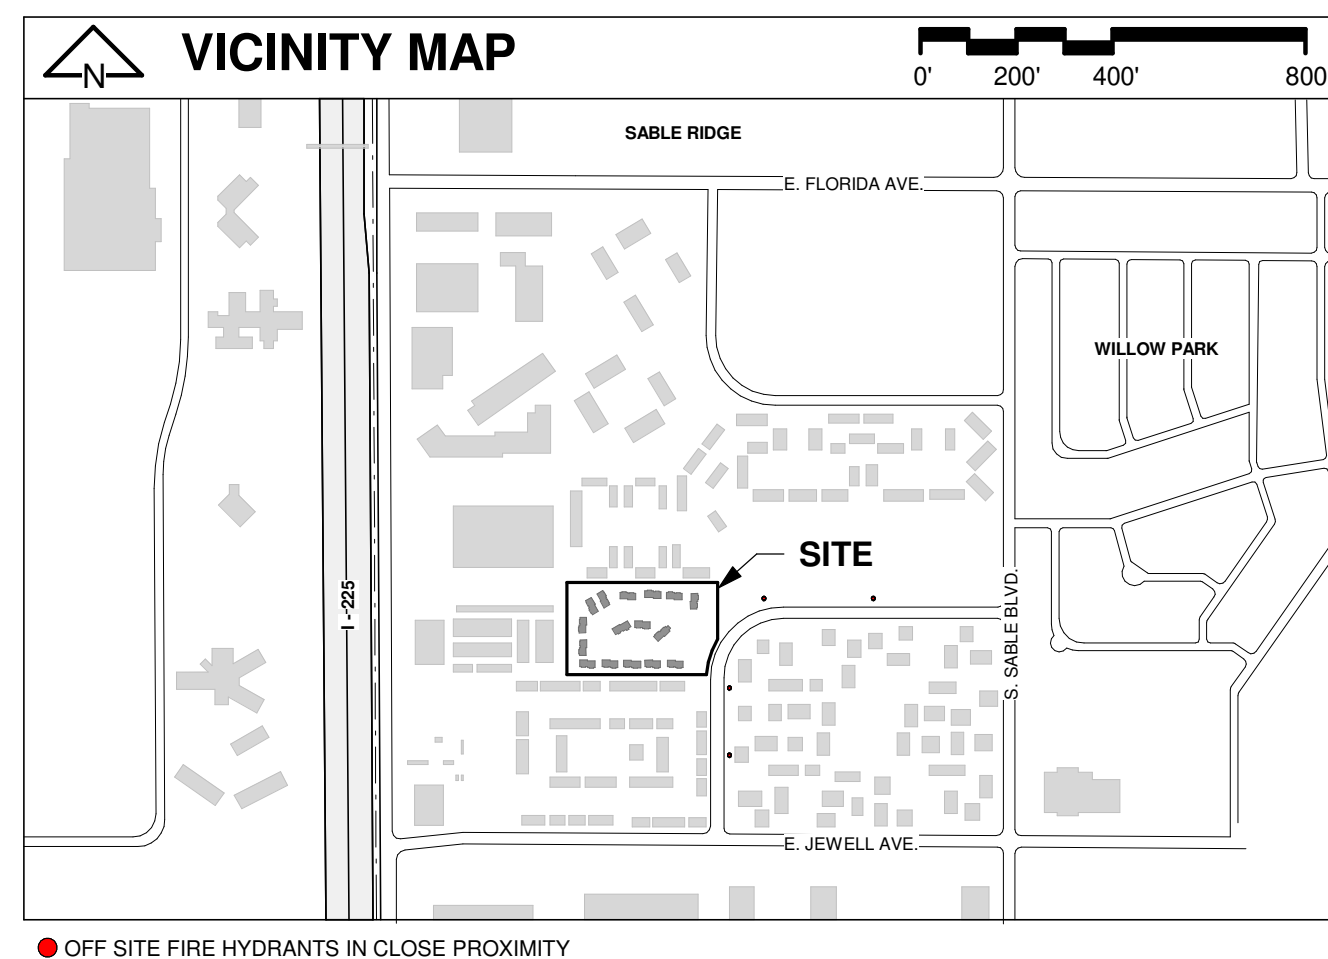 N
VICINITY MAP
0' 200' 400' 800
SABLE RIDGE
E. FLORIDA AVE.
WILLOW PARK
SITE
I -225
S. SABLE BLVD.
E. JEWELL AVE.
OFF SITE FIRE HYDRANTS IN CLOSE PROXIMITY